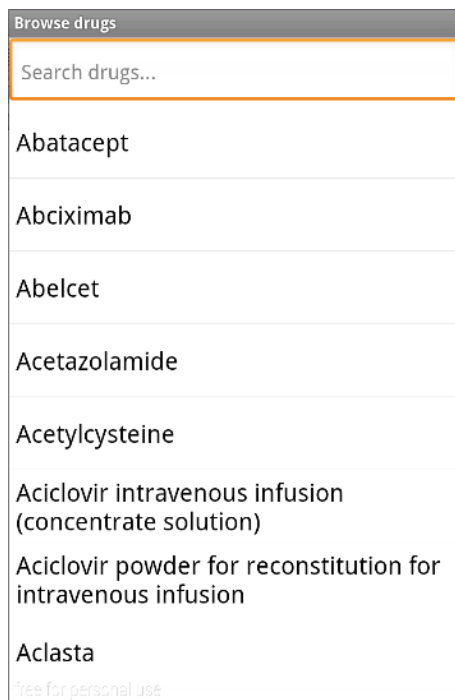 Browse drugs
Search drugs...
Abatacept
Abciximab
Abelcet
Acetazolamide
Acetylcysteine
Aciclovir intravenous infusion
(concentrate solution)
Aciclovir powder for reconstitution for
intravenous infusion
Aclasta
free for personal use